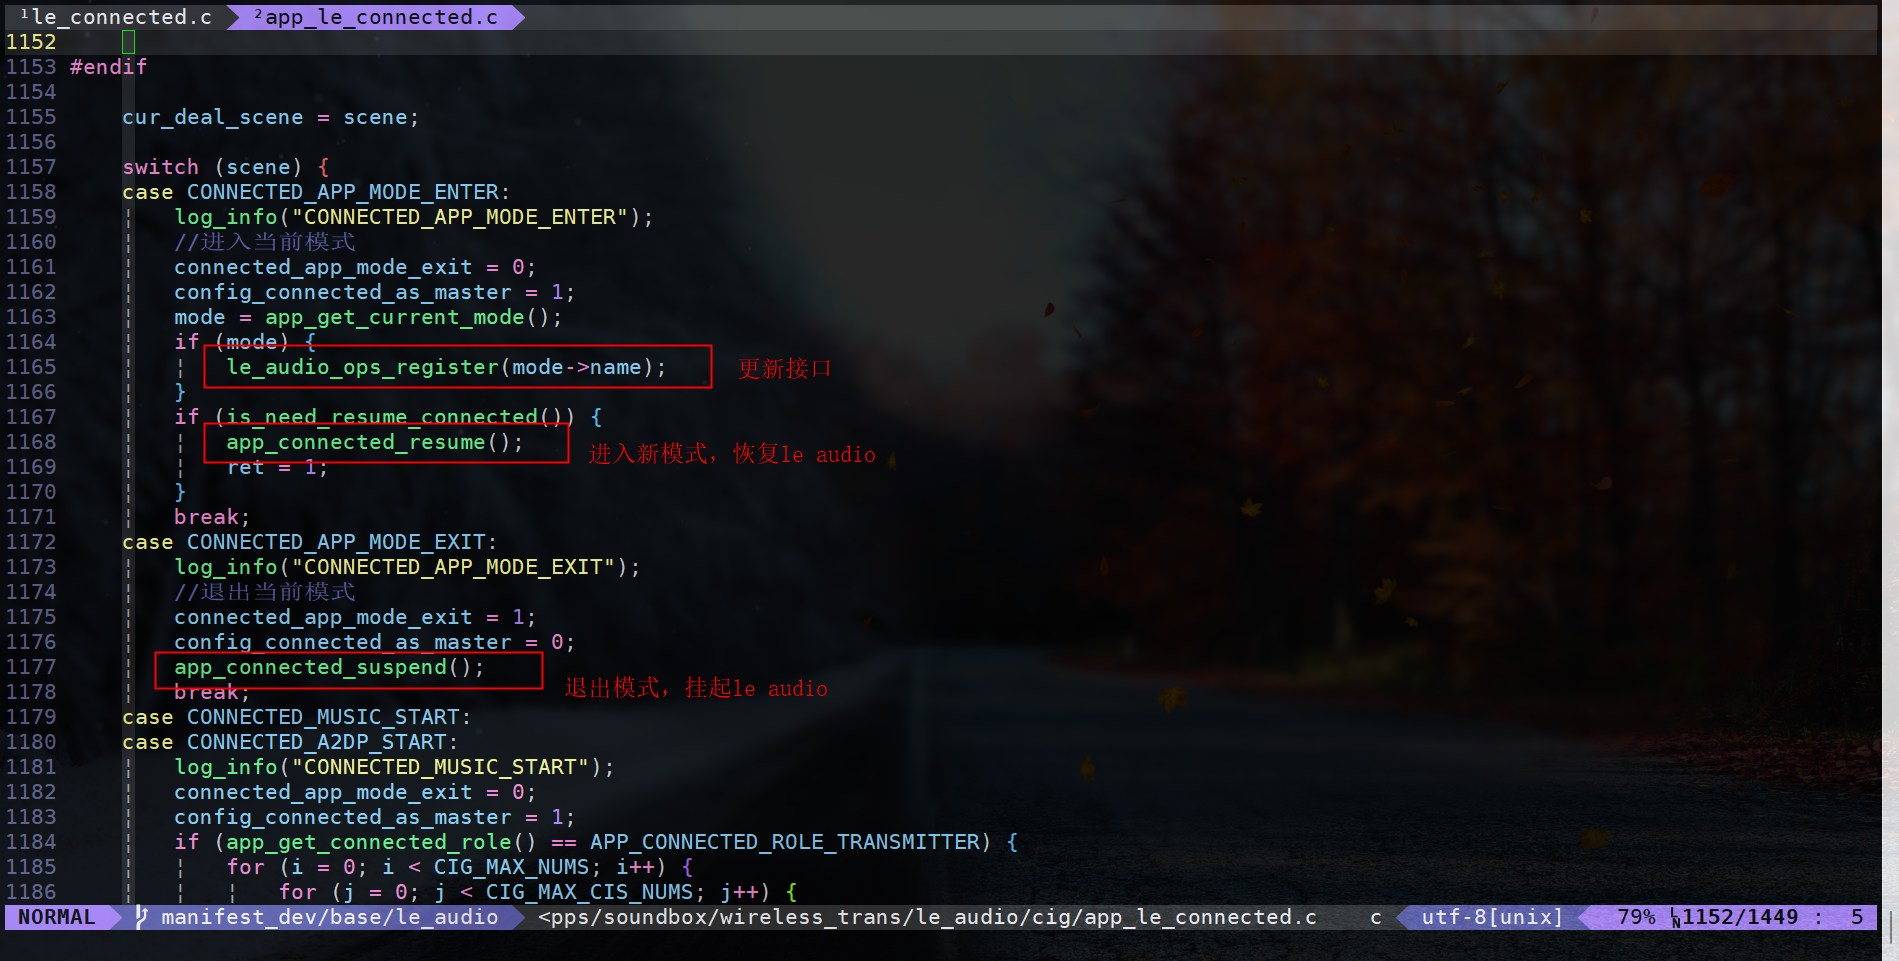 ¹le_connected.c ²app_le_connected.c
1152
1153 #endif
1154
1155 cur_deal_scene = scene;
1156
1157 switch (scene) {
1158 case CONNECTED_APP_MODE_ENTER:
1159 log_info("CONNECTED_APP_MODE_ENTER");
1160 //进入当前模式
1161 connected_app_mode_exit = 0;
1162 config_connected_as_master = 1;
1163 mode = app_get_current_mode();
1164 if (mode) {
1165 le_audio_ops_register(mode->name); 更新接口
1166 }
1167 if (is_need_resume_connected()) {
1168 app_connected_resume(); 进入新模式，恢复le audio
1169 ret = 1;
1170 }
1171 break;
1172 case CONNECTED_APP_MODE_EXIT:
1173 log_info("CONNECTED_APP_MODE_EXIT");
1174 //退出当前模式
1175 connected_app_mode_exit = 1;
1176 config_connected_as_master = 0;
1177 app_connected_suspend();
1178 break; 退出模式，挂起le audio
1179 case CONNECTED_MUSIC_START:
1180 case CONNECTED_A2DP_START:
1181 log_info("CONNECTED_MUSIC_START");
1182 connected_app_mode_exit = 0;
1183 config_connected_as_master = 1;
1184 if (app_get_connected_role() == APP_CONNECTED_ROLE_TRANSMITTER) {
1185 for (i = 0; i < CIG_MAX_NUMS; i++) {
1186 for (j = 0; j < CIG_MAX_CIS_NUMS; j++) {
NORMAL manifest_dev/base/le_audio <pps/soundbox/wireless_trans/le_audio/cig/app_le_connected.c c utf-8[unix] 79% LN 1152/1449 : 5